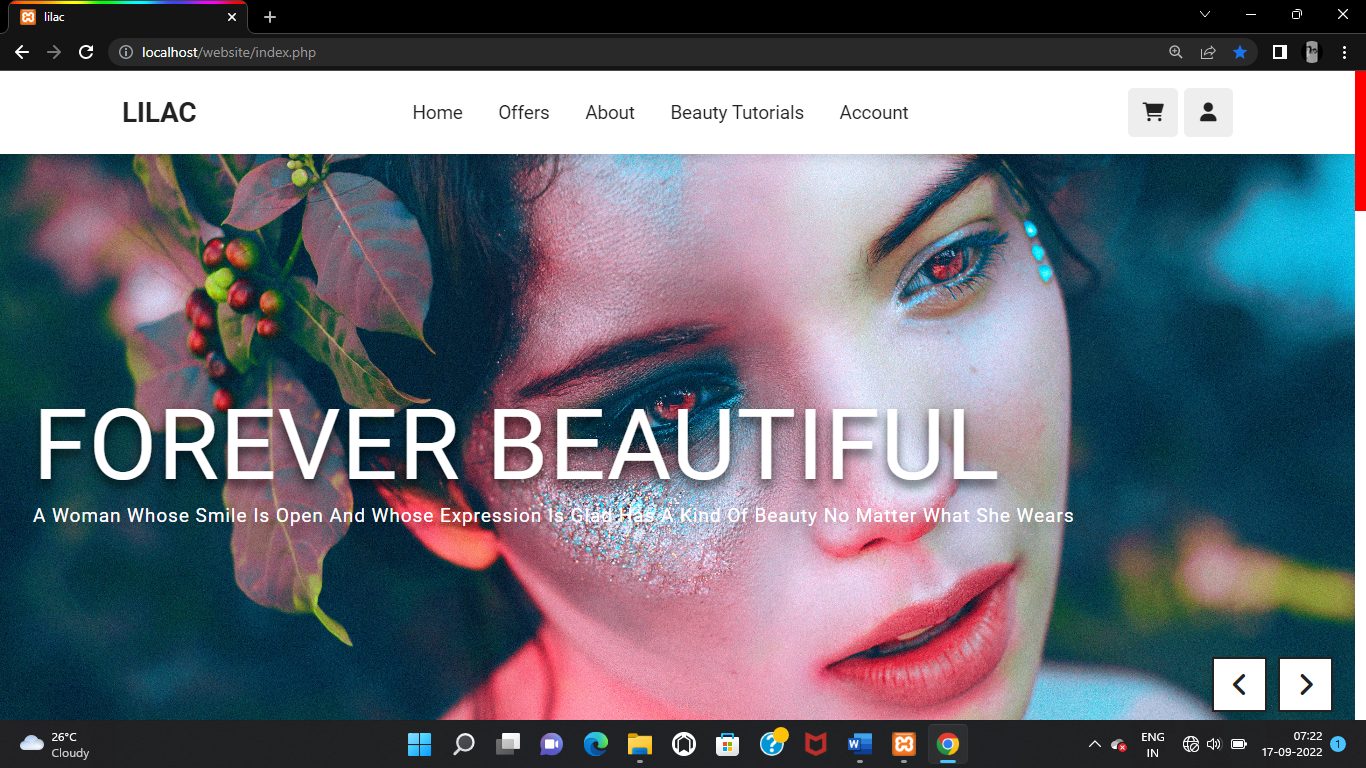 lilac
localhost/website/index.php
LILAC
Home Offers About Beauty Tutorials Account
FOREVER BEAUTIFUL
A Woman Whose Smile Is Open And Whose Expression Is Glad Has A Kind Of Beauty No Matter What She Wears
26°C
Cloudy
ENG
IN
07:22
17-09-2022
1